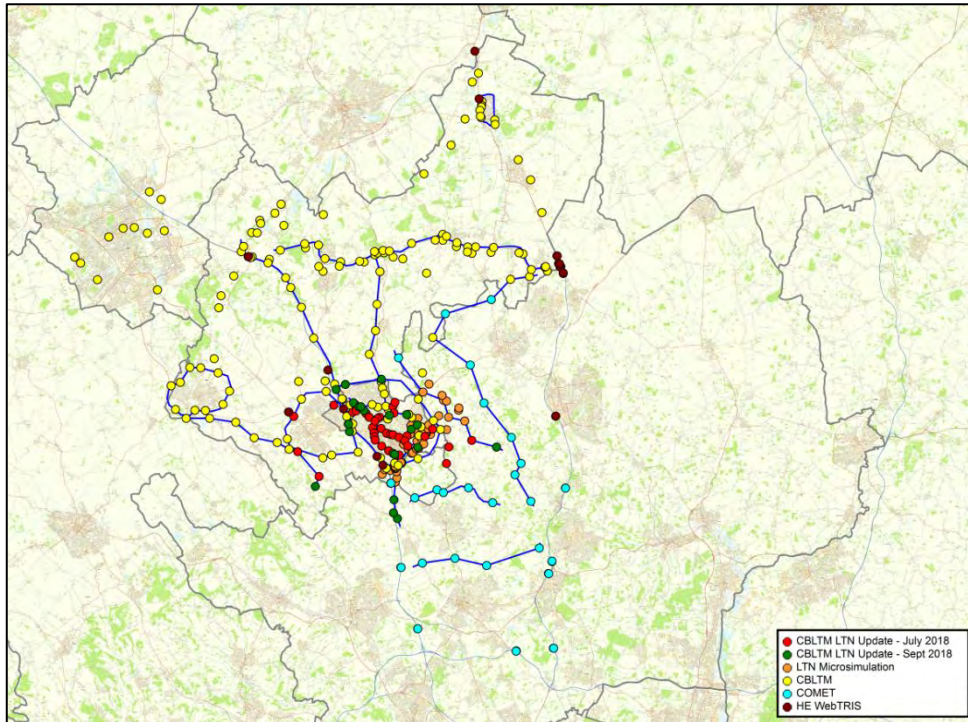 CBLTM LTN Update - July 2018
CBLTM LTN Update - Sept 2018
LTN Microsimulation
CBLTM
COMET
HE WebTRIS